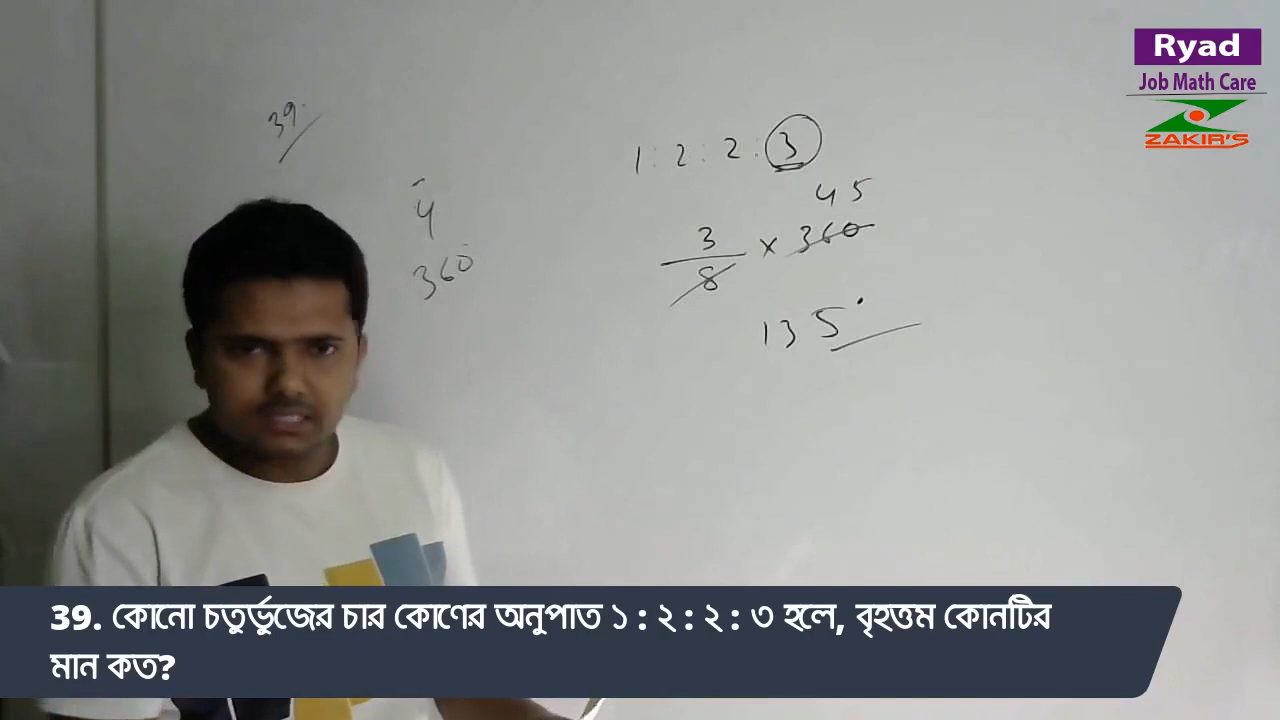 Ryad
Job Math Care
ZAKIR'S
39.
1 : 2 : 2 : 3
4
45
3/8 × 360
360°
135°
39. কোনো চতুর্ভুজের চার কোণের অনুপাত ১ : ২ : ২ : ৩ হলে, বৃহত্তম কোনটির
মান কত?